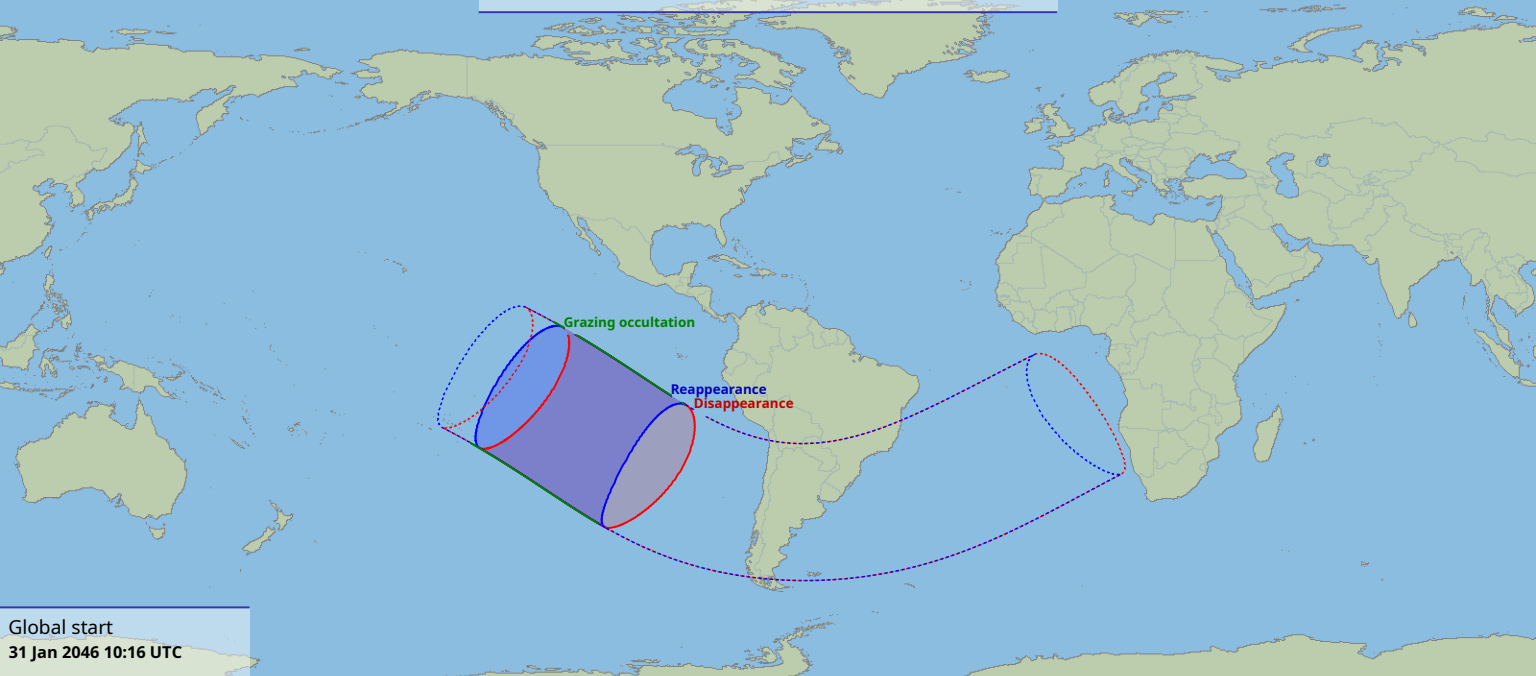 Grazing occultation
Reappearance
Disappearance
Global start
31 Jan 2046 10:16 UTC